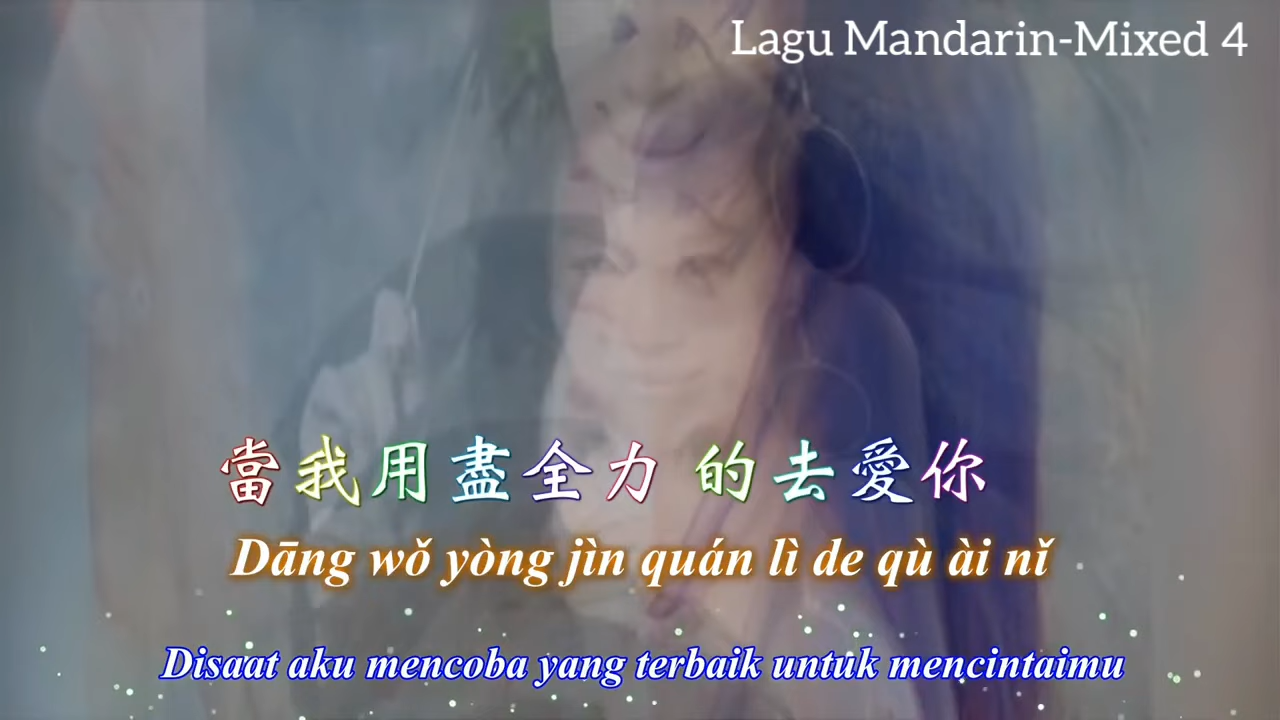 Lagu Mandarin-Mixed 4
當我用盡全力 的去愛你
Dāng wǒ yòng jìn quán lì de qù ài nǐ
Disaat aku mencoba yang terbaik untuk mencintaimu